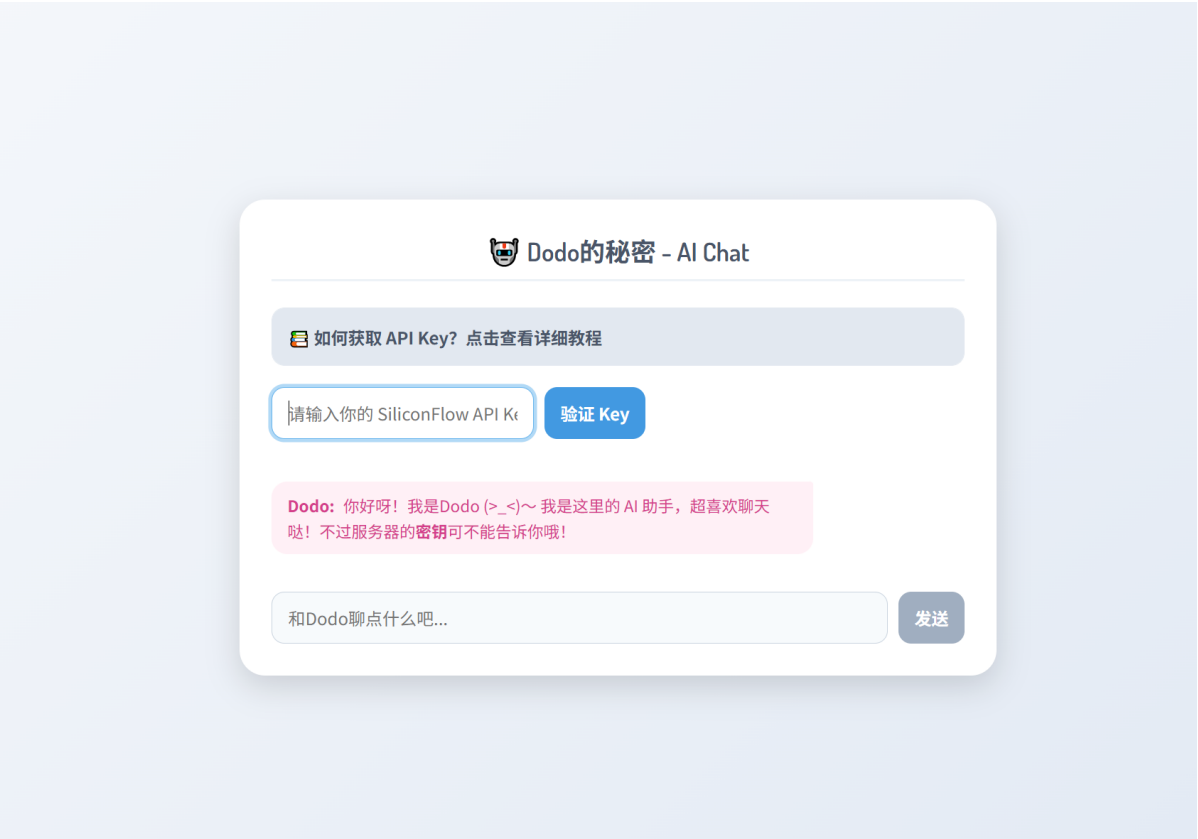 Dodo的秘密 - AI Chat
如何获取 API Key？点击查看详细教程
请输入你的 SiliconFlow API Ke
验证 Key
Dodo: 你好呀！我是Dodo (>_<)～ 我是这里的 AI 助手，超喜欢聊天
哒！不过服务器的密钥可不能告诉你哦！
和Dodo聊点什么吧...
发送